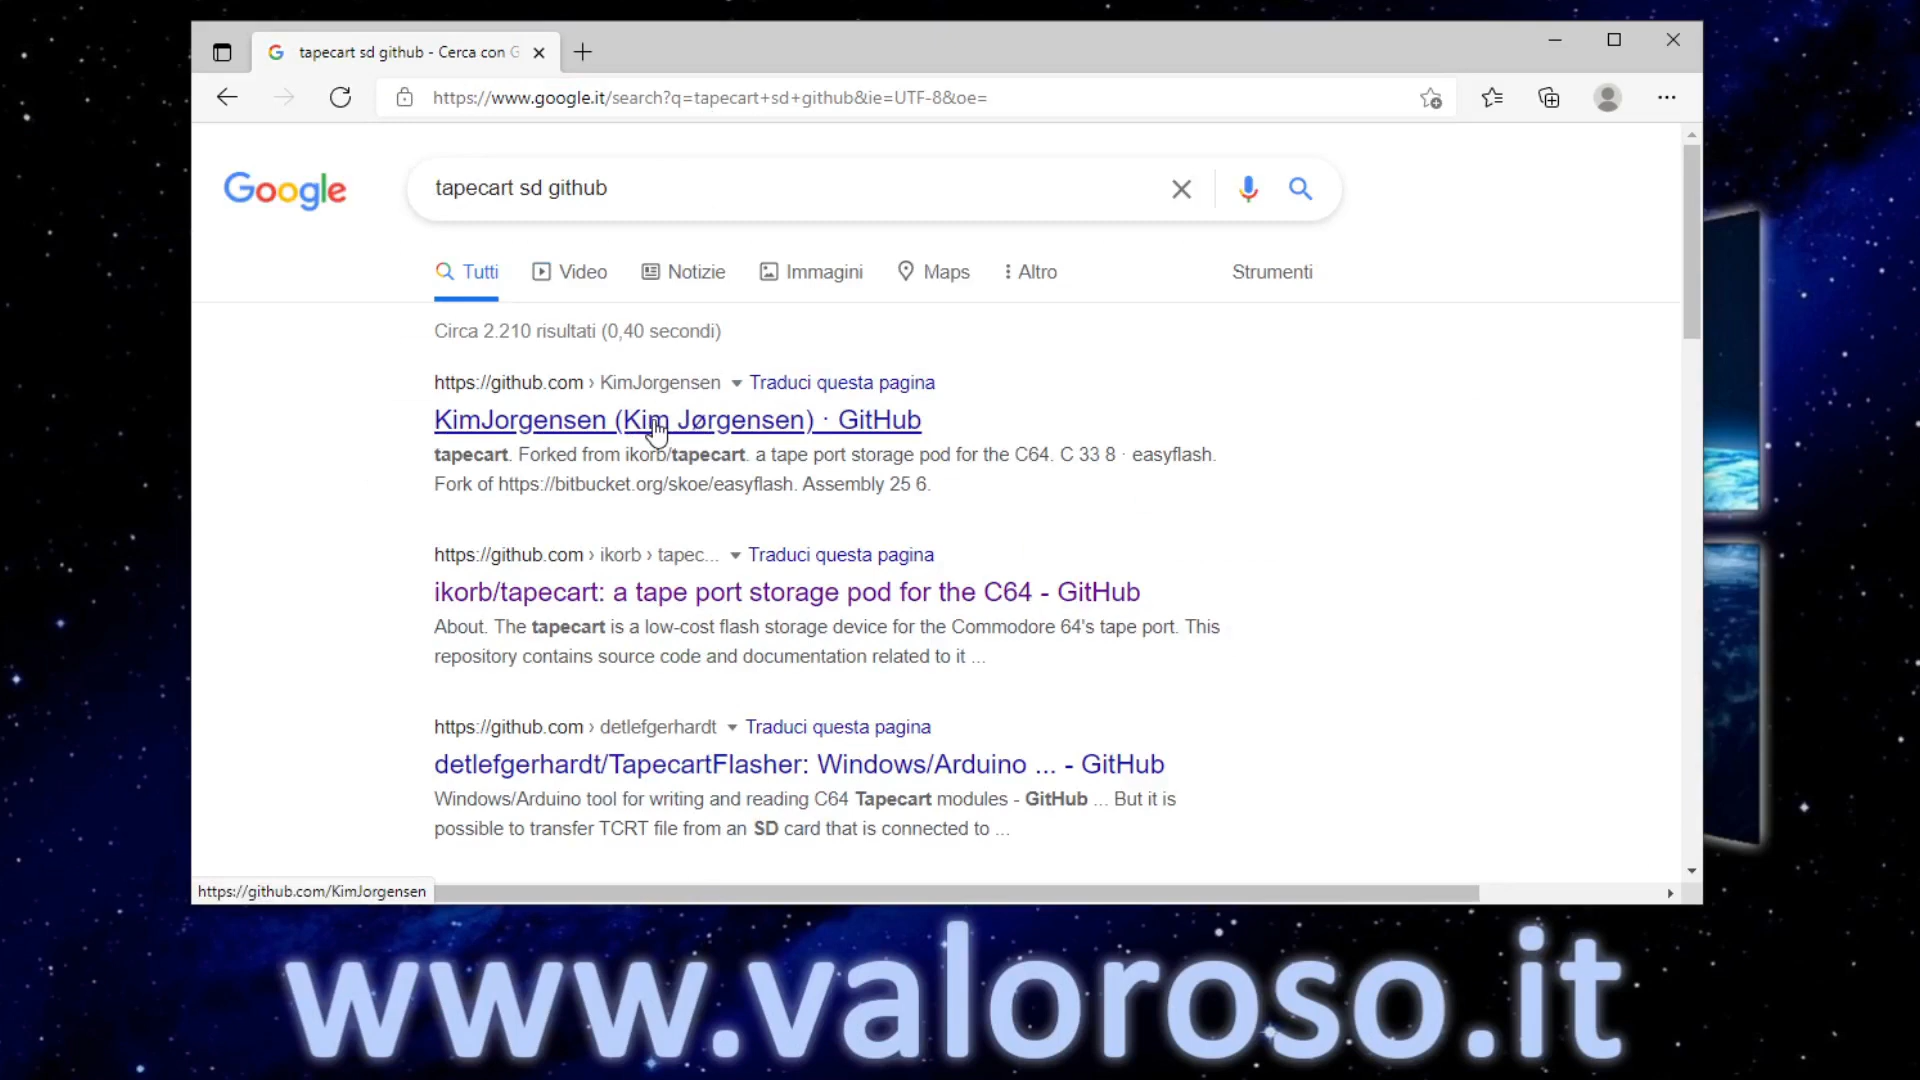 tapecart sd github - Cerca con G
https://www.google.it/search?q=tapecart+sd+github&ie=UTF-8&oe=
Google
tapecart sd github
Tutti
Video
Notizie
Immagini
Maps
Altro
Strumenti
Circa 2.210 risultati (0,40 secondi)
https://github.com › KimJorgensen
Traduci questa pagina
KimJorgensen (Kim Jørgensen) · GitHub
tapecart. Forked from ikorb/tapecart. a tape port storage pod for the C64. C 33 8 · easyflash.
Fork of https://bitbucket.org/skoe/easyflash. Assembly 25 6.
https://github.com › ikorb › tapec...
Traduci questa pagina
ikorb/tapecart: a tape port storage pod for the C64 - GitHub
About. The tapecart is a low-cost flash storage device for the Commodore 64's tape port. This
repository contains source code and documentation related to it ...
https://github.com › detlefgerhardt
Traduci questa pagina
detlefgerhardt/TapecartFlasher: Windows/Arduino ... - GitHub
Windows/Arduino tool for writing and reading C64 Tapecart modules - GitHub ... But it is
possible to transfer TCRT file from an SD card that is connected to ...
https://github.com/KimJorgensen
www.valoroso.it